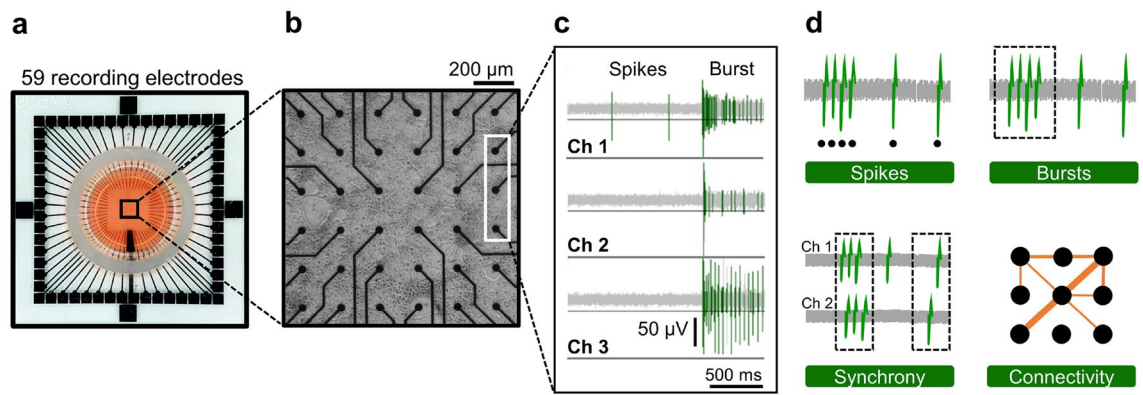 a
59 recording electrodes
b
200 µm
c
Spikes
Burst
Ch 1
Ch 2
50 µV
Ch 3
500 ms
d
Spikes
Bursts
Ch 1
Ch 2
Synchrony
Connectivity